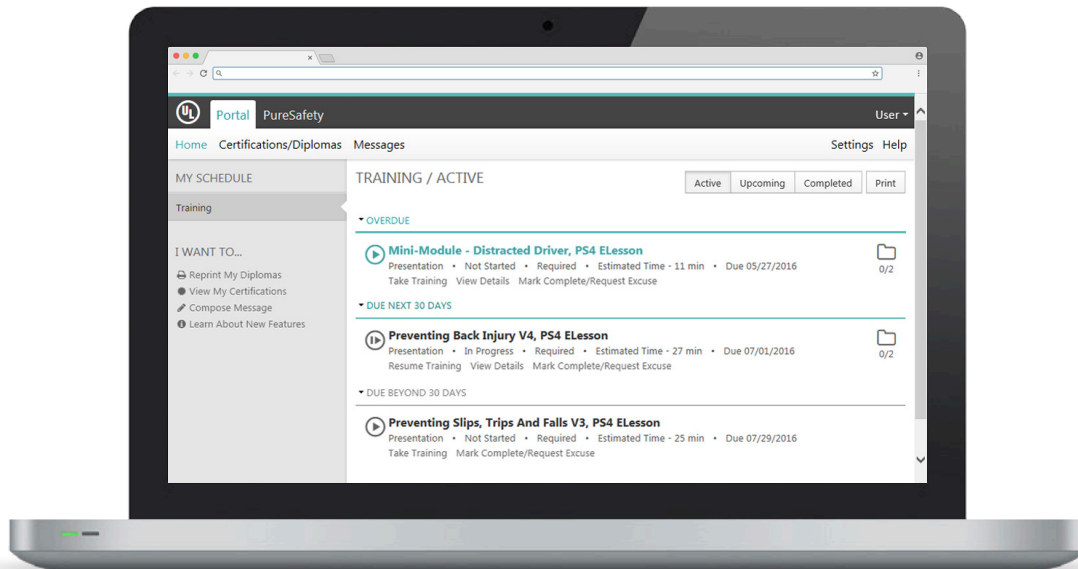 UL Portal PureSafety User
Home Certifications/Diplomas Messages Settings Help
MY SCHEDULE
Training
I WANT TO...
Reprint My Diplomas
View My Certifications
Compose Message
Learn About New Features
TRAINING / ACTIVE
Active Upcoming Completed Print
OVERDUE
Mini-Module - Distracted Driver, PS4 ELesson
Presentation • Not Started • Required • Estimated Time - 11 min • Due 05/27/2016
Take Training View Details Mark Complete/Request Excuse
0/2
DUE NEXT 30 DAYS
Preventing Back Injury V4, PS4 ELesson
Presentation • In Progress • Required • Estimated Time - 27 min • Due 07/01/2016
Resume Training View Details Mark Complete/Request Excuse
0/2
DUE BEYOND 30 DAYS
Preventing Slips, Trips And Falls V3, PS4 ELesson
Presentation • Not Started • Required • Estimated Time - 25 min • Due 07/29/2016
Take Training Mark Complete/Request Excuse